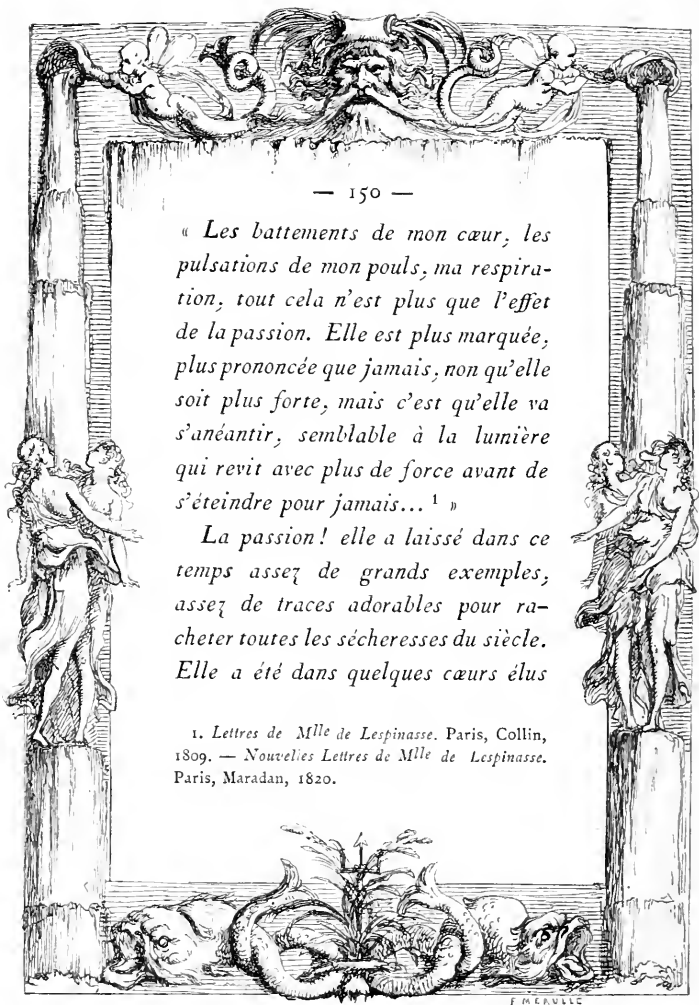 — 150 —
« Les battements de mon cœur, les
pulsations de mon pouls, ma respira-
tion, tout cela n’est plus que l’effet
de la passion. Elle est plus marquée,
plus prononcée que jamais, non qu’elle
soit plus forte, mais c’est qu’elle va
s’anéantir, semblable à la lumière
qui revit avec plus de force avant de
s’éteindre pour jamais... ¹ »
La passion! elle a laissé dans ce
temps assez de grands exemples,
assez de traces adorables pour ra-
cheter toutes les sécheresses du siècle.
Elle a été dans quelques cœurs élus
1. Lettres de Mlle de Lespinasse. Paris, Collin,
1809. — Nouvelles Lettres de Mlle de Lespinasse.
Paris, Maradan, 1820.